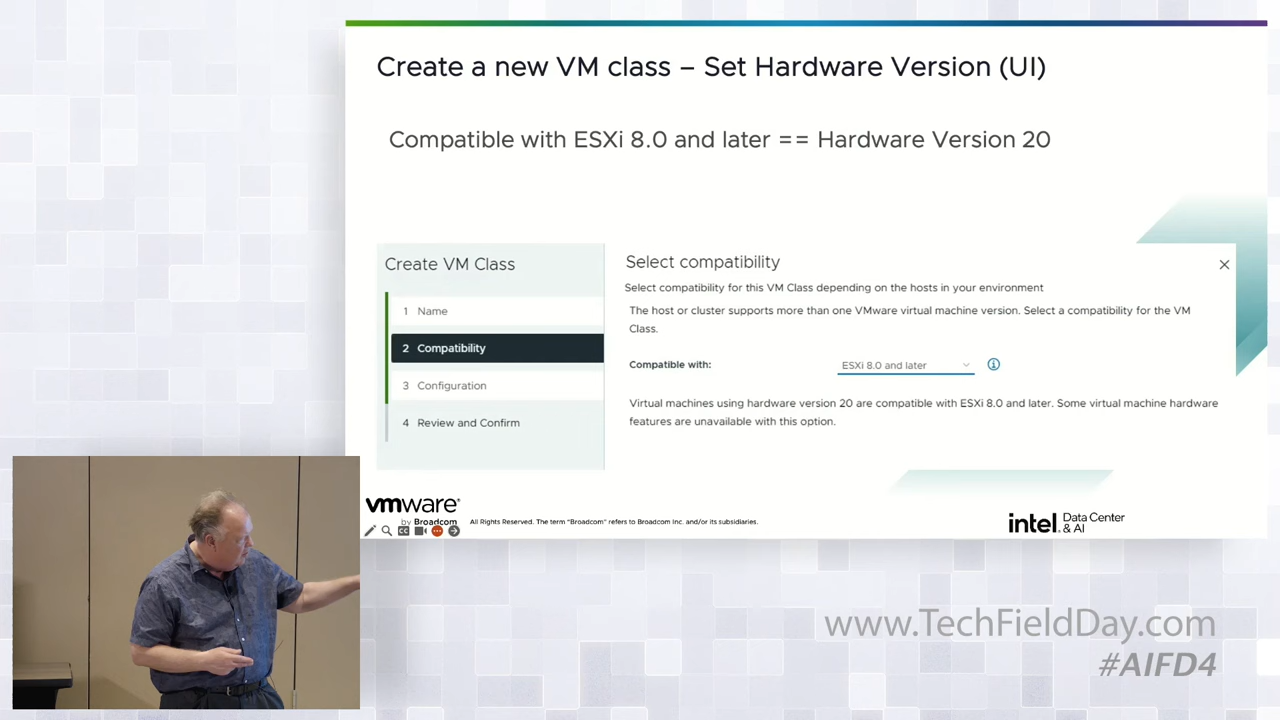 Create a new VM class – Set Hardware Version (UI)
Compatible with ESXi 8.0 and later == Hardware Version 20
Create VM Class
1 Name
2 Compatibility
3 Configuration
4 Review and Confirm
Select compatibility
Select compatibility for this VM Class depending on the hosts in your environment
The host or cluster supports more than one VMware virtual machine version. Select a compatibility for the VM
Class.
Compatible with:
ESXi 8.0 and later
Virtual machines using hardware version 20 are compatible with ESXi 8.0 and later. Some virtual machine hardware
features are unavailable with this option.
vmware®
by Broadcom
All Rights Reserved. The term "Broadcom" refers to Broadcom Inc. and/or its subsidiaries.
intel. Data Center
& AI
www.TechFieldDay.com
#AIFD4